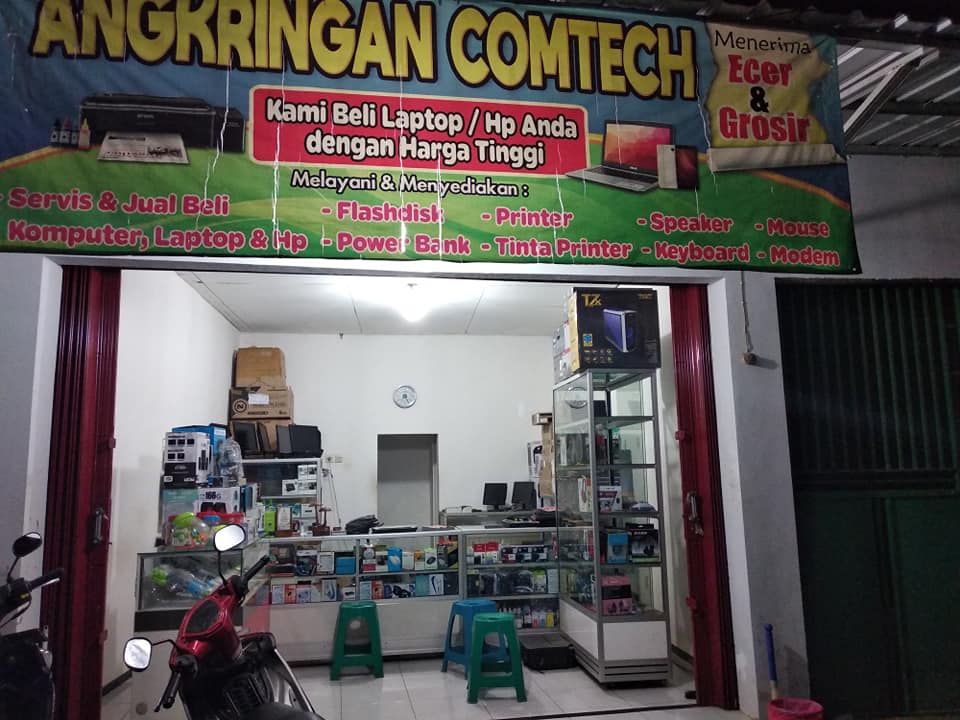 ANGKRINGAN COMTECH
Menerima
Ecer
&
Grosir
Kami Beli Laptop / Hp Anda
dengan Harga Tinggi
Melayani & Menyediakan :
- Servis & Jual Beli
Komputer, Laptop & Hp
- Flashdisk
- Power Bank
- Printer
- Tinta Printer
- Speaker
- Keyboard
- Mouse
- Modem